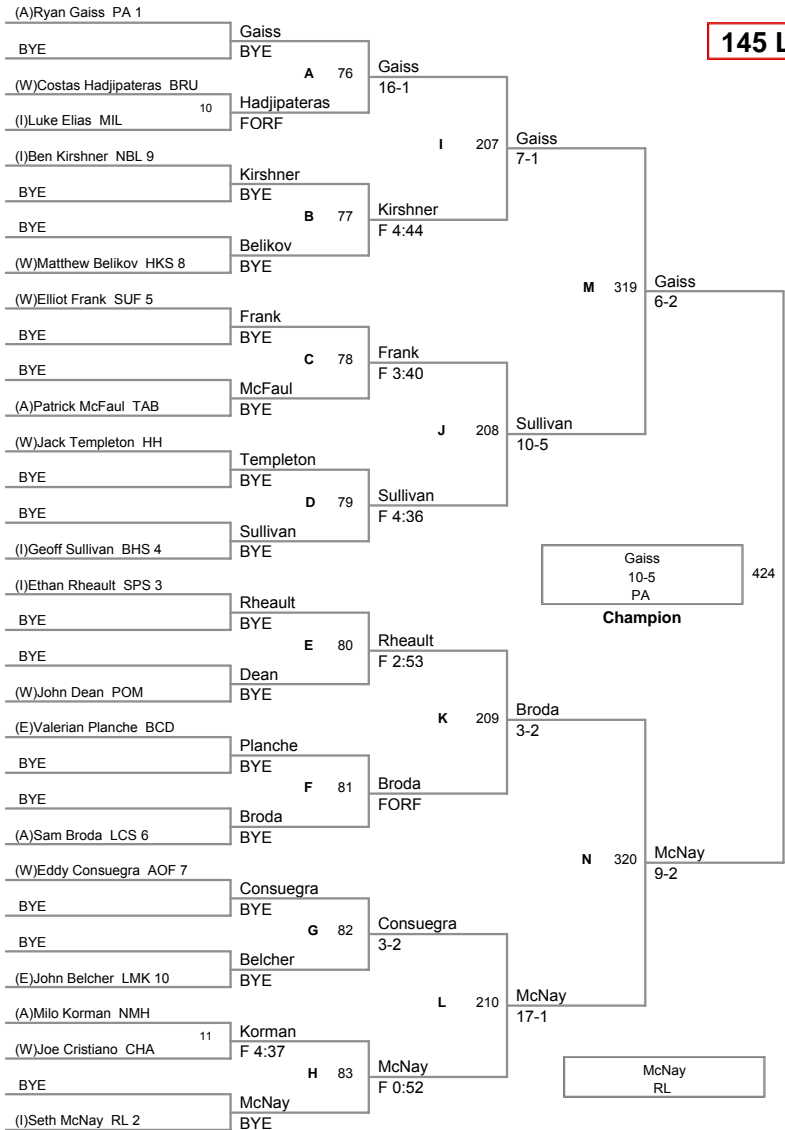 145 L
(A)Ryan Gaiss PA 1
BYE
(W)Costas Hadjipateras BRU
10
(I)Luke Elias MIL
(I)Ben Kirshner NBL 9
BYE
BYE
(W)Matthew Belikov HKS 8
(W)Elliot Frank SUF 5
BYE
BYE
(A)Patrick McFaul TAB
(W)Jack Templeton HH
BYE
BYE
(I)Geoff Sullivan BHS 4
(I)Ethan Rheault SPS 3
BYE
BYE
(W)John Dean POM
(E)Valerian Planche BCD
BYE
BYE
(A)Sam Broda LCS 6
(W)Eddy Consuegra AOF 7
BYE
BYE
(E)John Belcher LMK 10
(A)Milo Korman NMH
11
(W)Joe Cristiano CHA
BYE
(I)Seth McNay RL 2
Gaiss
BYE
A 76
Hadjipateras
FORF
Kirshner
BYE
B 77
Belikov
BYE
Frank
BYE
C 78
McFaul
BYE
Templeton
BYE
D 79
Sullivan
BYE
Rheault
BYE
E 80
Dean
BYE
Planche
BYE
F 81
Broda
BYE
Consuegra
BYE
G 82
Belcher
BYE
Korman
F 4:37
H 83
McNay
BYE
Gaiss
16-1
I 207
Kirshner
F 4:44
Frank
F 3:40
J 208
Sullivan
F 4:36
Rheault
F 2:53
K 209
Broda
FORF
Consuegra
3-2
L 210
McNay
F 0:52
Gaiss
7-1
M 319
Sullivan
10-5
Broda
3-2
N 320
McNay
17-1
Gaiss
6-2
McNay
9-2
Gaiss
10-5
PA
424
Champion
McNay
RL